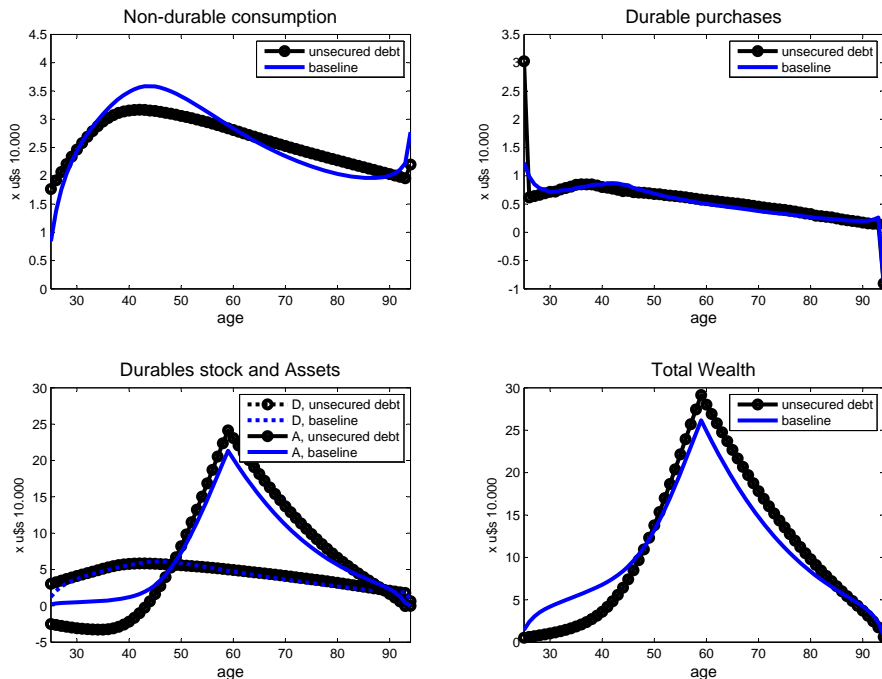 Non-durable consumption
4.5
4
3.5
3
2.5
2
1.5
1
0.5
0
x u$s 10.000
30 40 50 60 70 80 90
age
unsecured debt
baseline
Durable purchases
3.5
3
2.5
2
1.5
1
0.5
0
-0.5
-1
x u$s 10.000
30 40 50 60 70 80 90
age
unsecured debt
baseline
Durables stock and Assets
30
25
20
15
10
5
0
-5
x u$s 10.000
30 40 50 60 70 80 90
age
D, unsecured debt
D, baseline
A, unsecured debt
A, baseline
Total Wealth
30
25
20
15
10
5
0
x u$s 10.000
30 40 50 60 70 80 90
age
unsecured debt
baseline